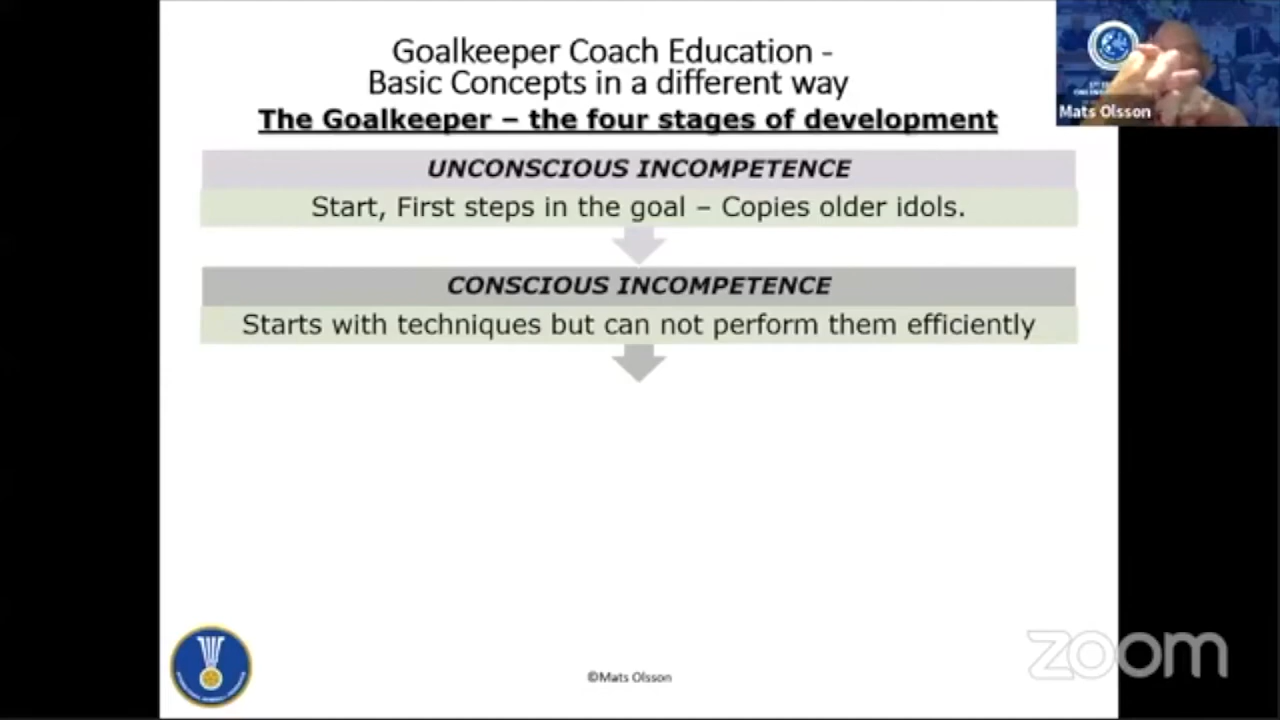 Goalkeeper Coach Education -
Basic Concepts in a different way
The Goalkeeper – the four stages of development
UNCONSCIOUS INCOMPETENCE
Start, First steps in the goal – Copies older idols.
CONSCIOUS INCOMPETENCE
Starts with techniques but can not perform them efficiently
©Mats Olsson
Mats Olsson
zoom